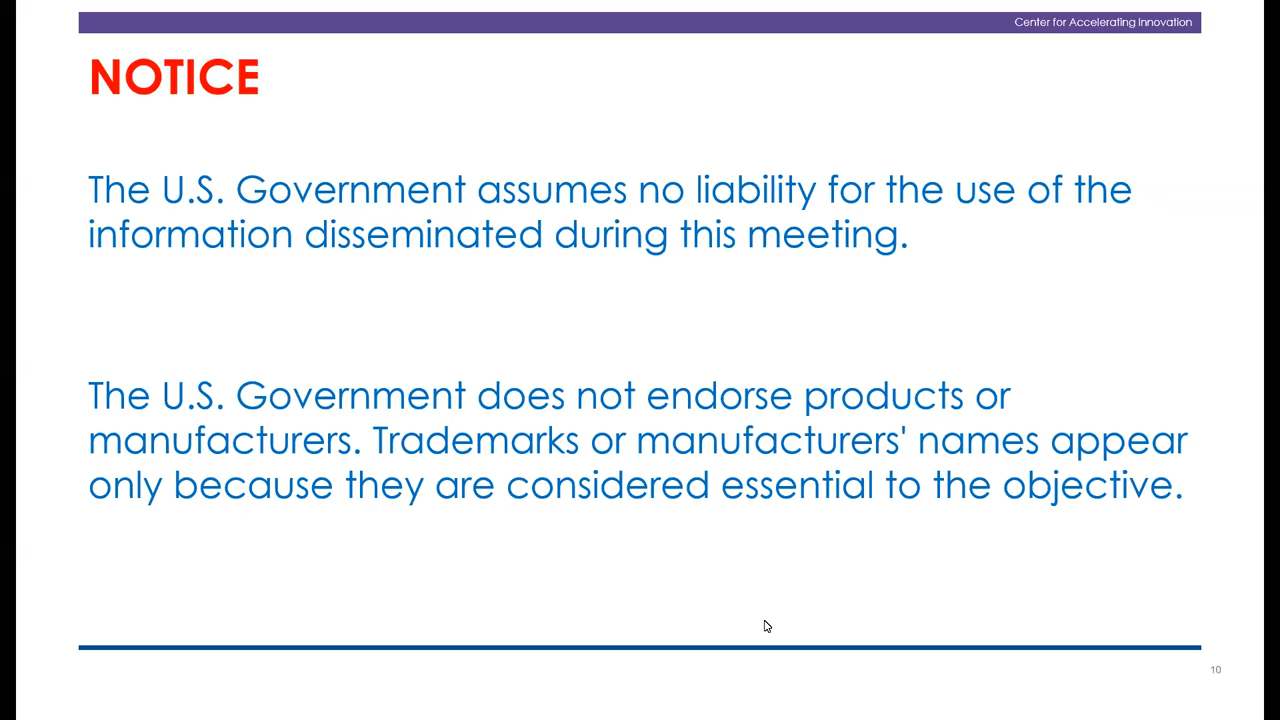 Center for Accelerating Innovation
NOTICE
The U.S. Government assumes no liability for the use of the
information disseminated during this meeting.
The U.S. Government does not endorse products or
manufacturers. Trademarks or manufacturers' names appear
only because they are considered essential to the objective.
10